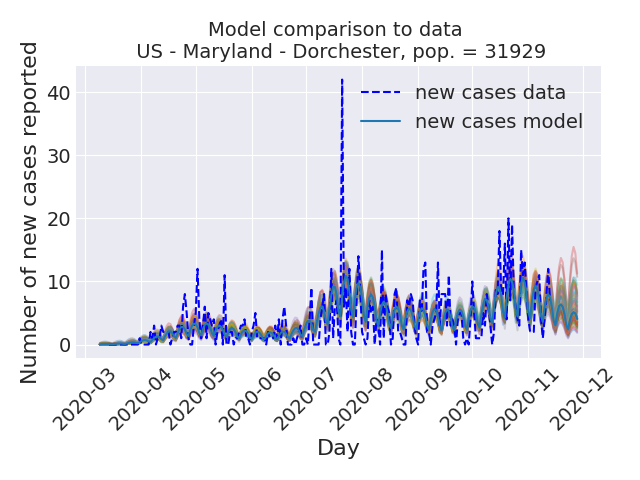 Model comparison to data
US - Maryland - Dorchester, pop. = 31929
Number of new cases reported
40
30
20
10
0
new cases data
new cases model
2020-03
2020-04
2020-05
2020-06
2020-07
2020-08
2020-09
2020-10
2020-11
2020-12
Day